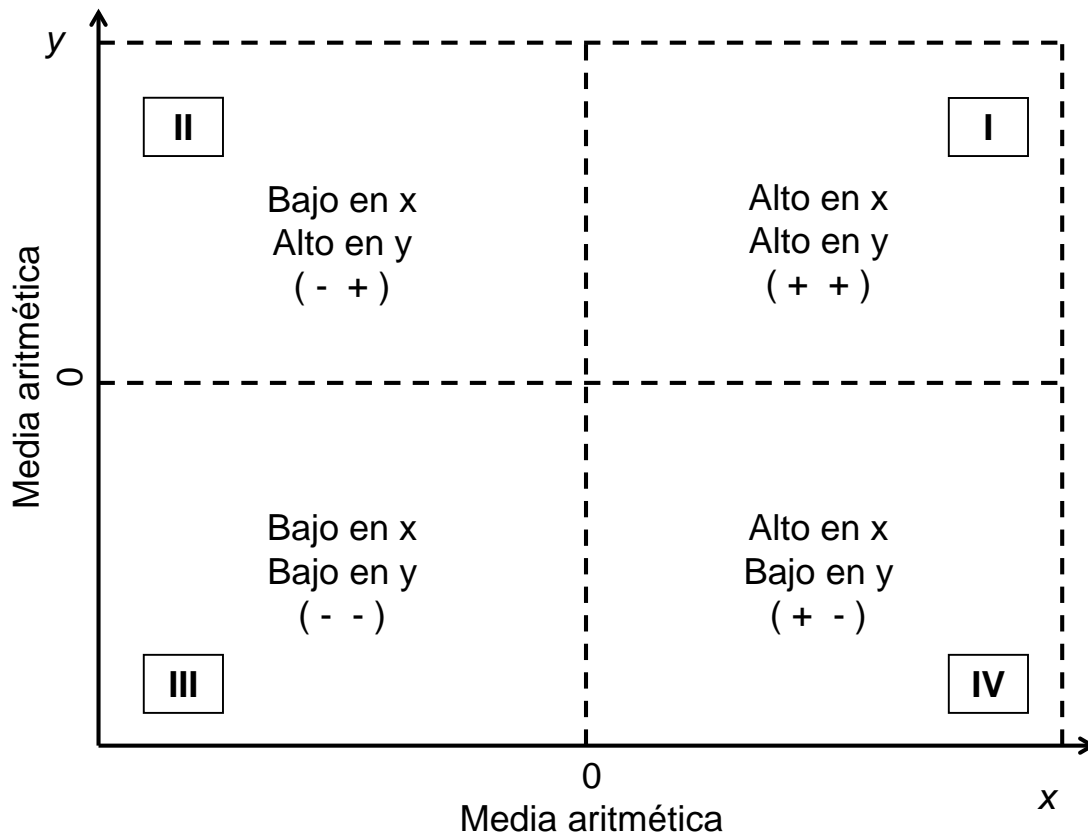 y
II
I
Bajo en x
Alto en y
( - + )
Alto en x
Alto en y
( + + )
Media aritmética
0
Bajo en x
Bajo en y
( - - )
Alto en x
Bajo en y
( + - )
III
IV
0
x
Media aritmética